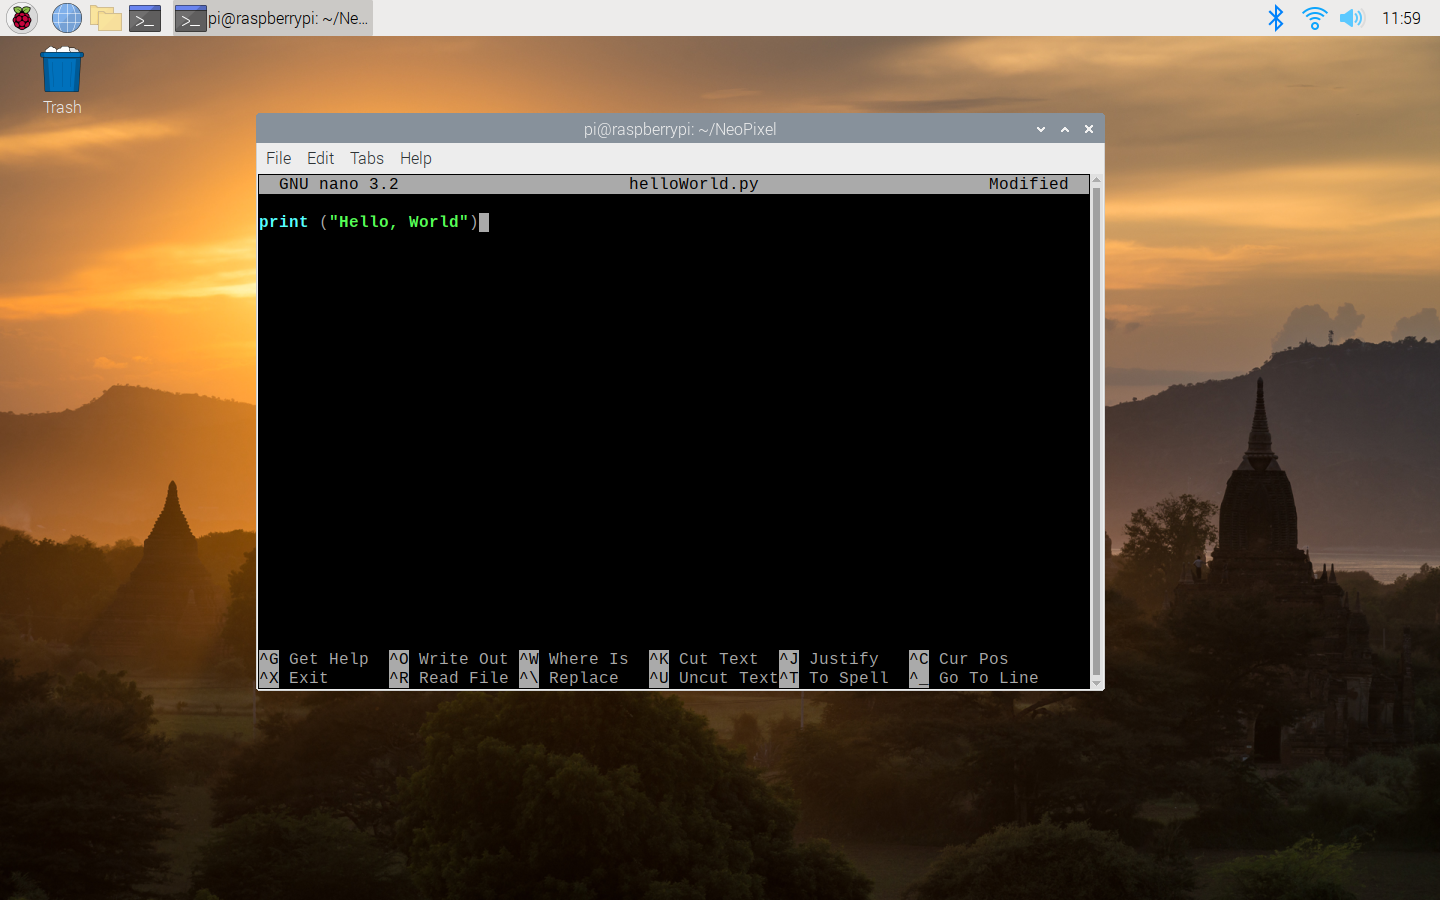 pi@raspberrypi: ~/Ne...
11:59
Trash
pi@raspberrypi: ~/NeoPixel
File Edit Tabs Help
GNU nano 3.2 helloWorld.py Modified
print ("Hello, World")
^G Get Help ^O Write Out ^W Where Is ^K Cut Text ^J Justify ^C Cur Pos
^X Exit ^R Read File ^\ Replace ^U Uncut Text ^T To Spell ^_ Go To Line